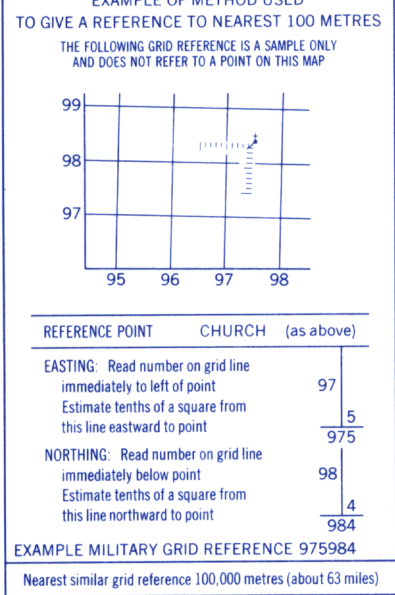 EXAMPLE OF METHOD USED
TO GIVE A REFERENCE TO NEAREST 100 METRES
THE FOLLOWING GRID REFERENCE IS A SAMPLE ONLY
AND DOES NOT REFER TO A POINT ON THIS MAP
99
98
97
95 96 97 98
REFERENCE POINT CHURCH (as above)
EASTING: Read number on grid line
immediately to left of point 97
Estimate tenths of a square from
this line eastward to point 5
975
NORTHING: Read number on grid line
immediately below point 98
Estimate tenths of a square from
this line northward to point 4
984
EXAMPLE MILITARY GRID REFERENCE 975984
Nearest similar grid reference 100,000 metres (about 63 miles)